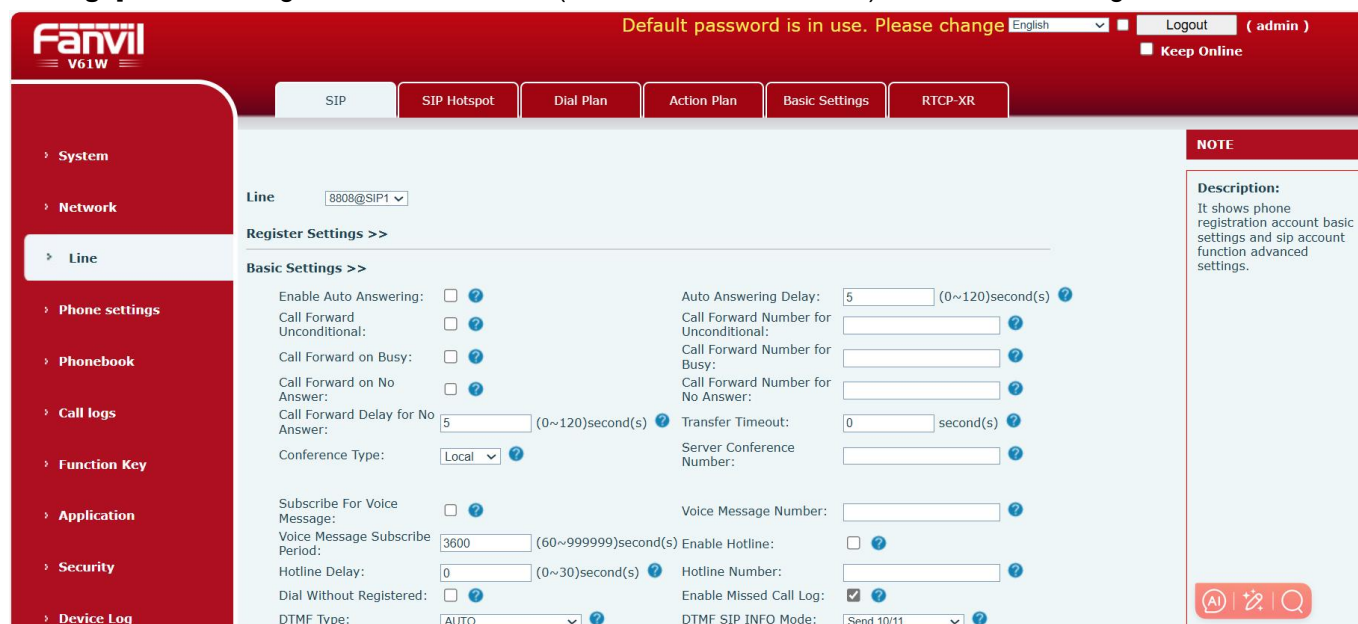 Default password is in use. Please change English Logout ( admin )
Keep Online
Fanvil
V61W
SIP SIP Hotspot Dial Plan Action Plan Basic Settings RTCP-XR
System
Network
Line
Phone settings
Phonebook
Call logs
Function Key
Application
Security
Device Log
Line 8808@SIP1
Register Settings >>
Basic Settings >>
Enable Auto Answering: Auto Answering Delay: 5 (0~120)second(s)
Call Forward Unconditional: Call Forward Number for Unconditional:
Call Forward on Busy: Call Forward Number for Busy:
Call Forward on No Answer: Call Forward Number for No Answer:
Call Forward Delay for No Answer: 5 (0~120)second(s) Transfer Timeout: 0 second(s)
Conference Type: Local Server Conference Number:
Subscribe For Voice Message: Voice Message Number:
Voice Message Subscribe Period: 3600 (60~999999)second(s) Enable Hotline:
Hotline Delay: 0 (0~30)second(s) Hotline Number:
Dial Without Registered: Enable Missed Call Log:
DTMF Type: AUTO DTMF SIP INFO Mode: Send 10/11
NOTE
Description:
It shows phone
registration account basic
settings and sip account
function advanced
settings.
AI